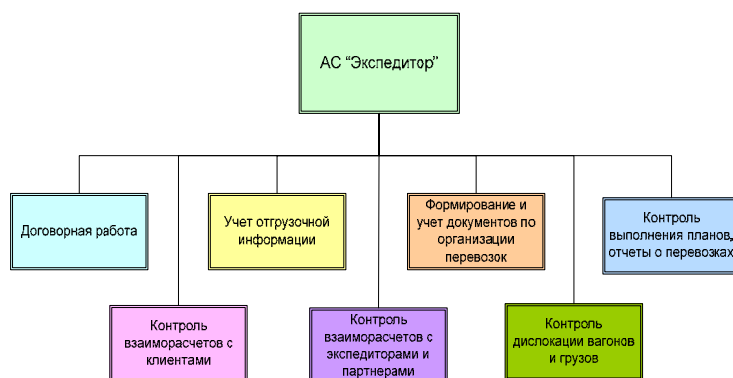 АС “Экспедитор”
Договорная работа
Учет отгрузочной
информации
Формирование и
учет документов по
организации
перевозок
Контроль
выполнения планов,
отчеты о перевозках
Контроль
взаиморасчетов с
клиентами
Контроль
взаиморасчетов с
экспедиторами и
партнерами
Контроль
дислокации вагонов
и грузов